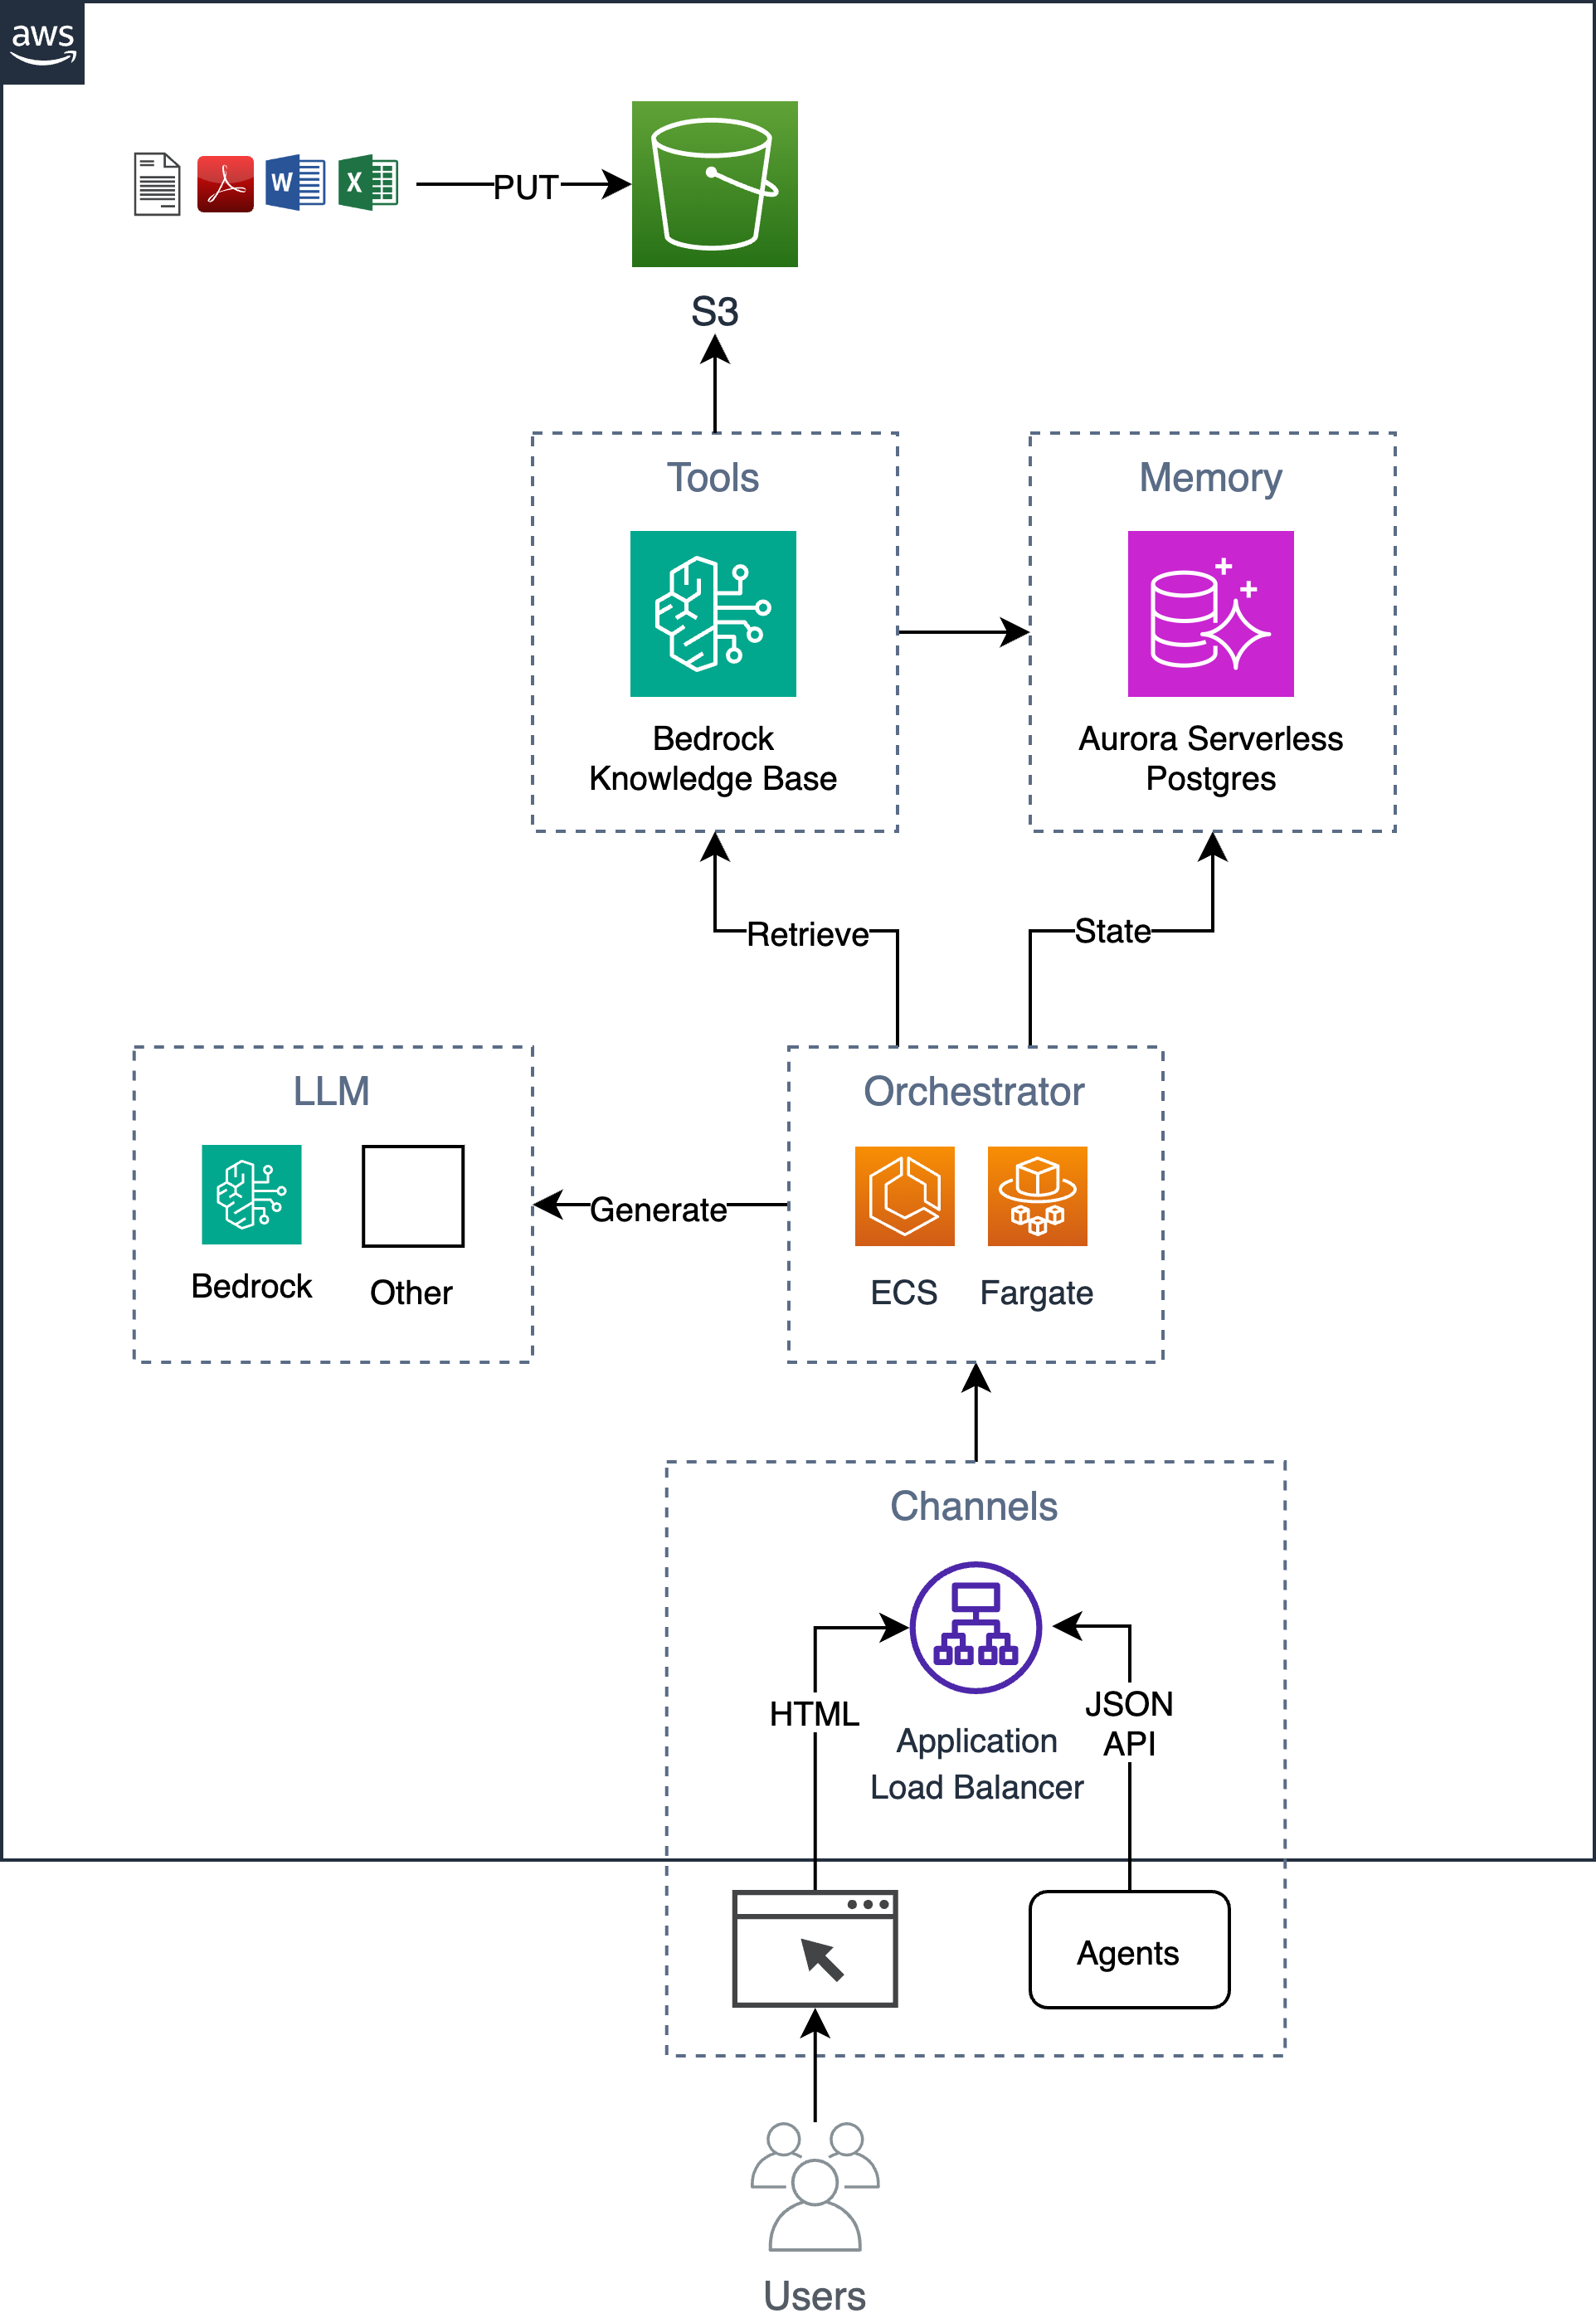 aws
PUT
S3
Tools
Memory
Bedrock
Knowledge Base
Aurora Serverless
Postgres
Retrieve
State
LLM
Orchestrator
Generate
Bedrock
Other
ECS
Fargate
Channels
HTML
JSON
API
Application
Load Balancer
Agents
Users
W
X